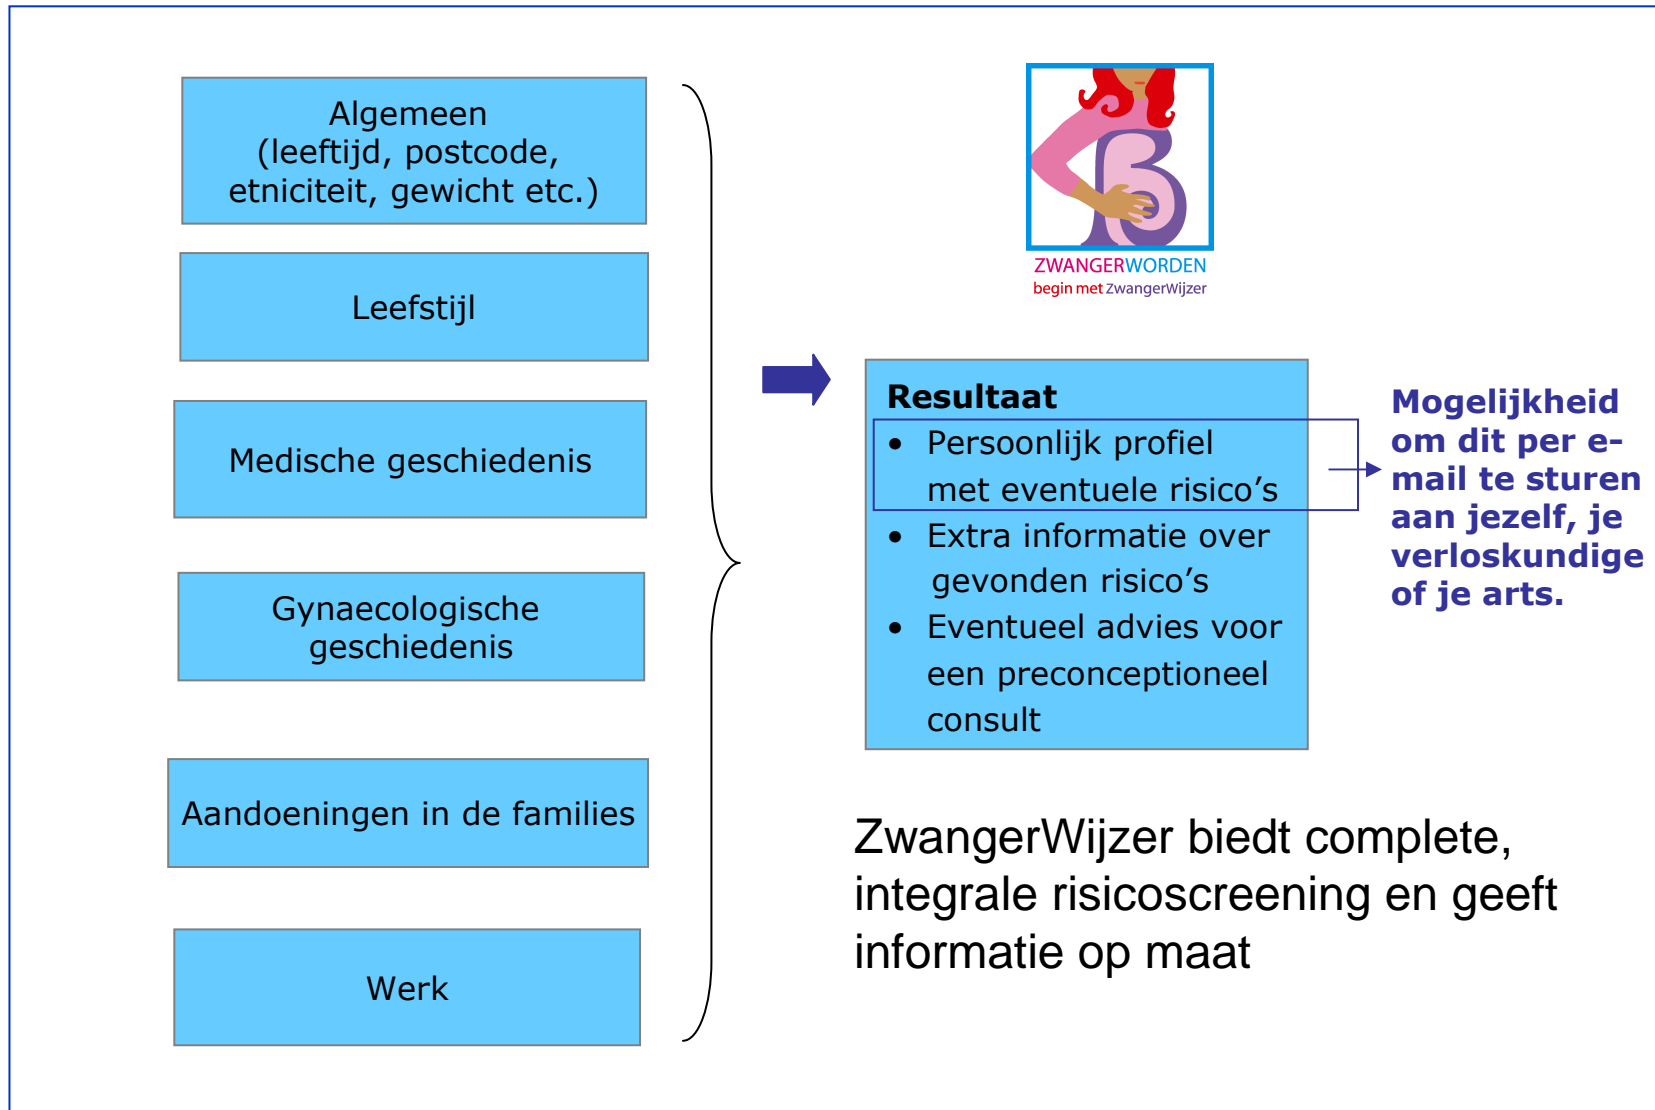 Algemeen
(leeftijd, postcode,
etniciteit, gewicht etc.)
Leefstijl
Medische geschiedenis
Gynaecologische
geschiedenis
Aandoeningen in de families
Werk
ZWANGERWORDEN
begin met ZwangerWijzer
Resultaat
• Persoonlijk profiel
met eventuele risico’s
• Extra informatie over
gevonden risico’s
• Eventueel advies voor
een preconceptioneel
consult
Mogelijkheid
om dit per e-
mail te sturen
aan jezelf, je
verloskundige
of je arts.
ZwangerWijzer biedt complete,
integrale risicoscreening en geeft
informatie op maat